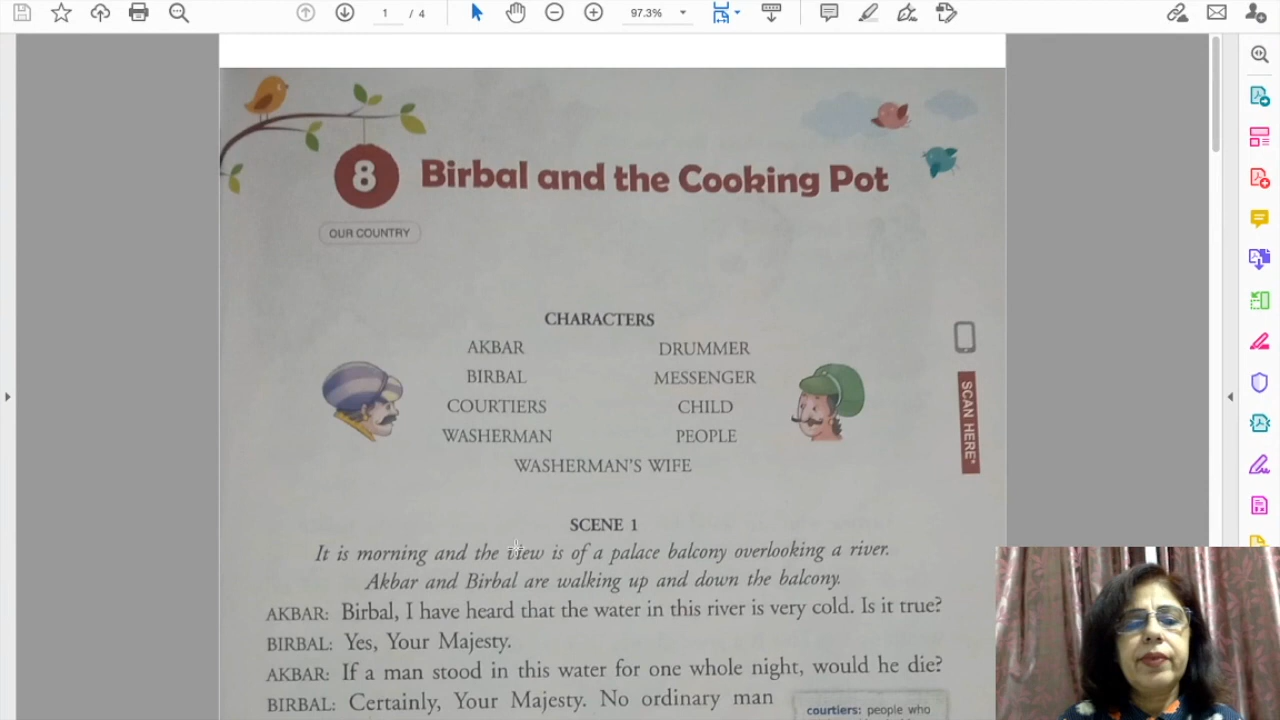 1 / 4
97.3%
8 Birbal and the Cooking Pot
OUR COUNTRY
CHARACTERS
AKBAR DRUMMER
BIRBAL MESSENGER
COURTIERS CHILD
WASHERMAN PEOPLE
WASHERMAN'S WIFE
SCAN HERE*
SCENE 1
It is morning and the view is of a palace balcony overlooking a river.
Akbar and Birbal are walking up and down the balcony.
AKBAR: Birbal, I have heard that the water in this river is very cold. Is it true?
BIRBAL: Yes, Your Majesty.
AKBAR: If a man stood in this water for one whole night, would he die?
BIRBAL: Certainly, Your Majesty. No ordinary man
courtiers: people who